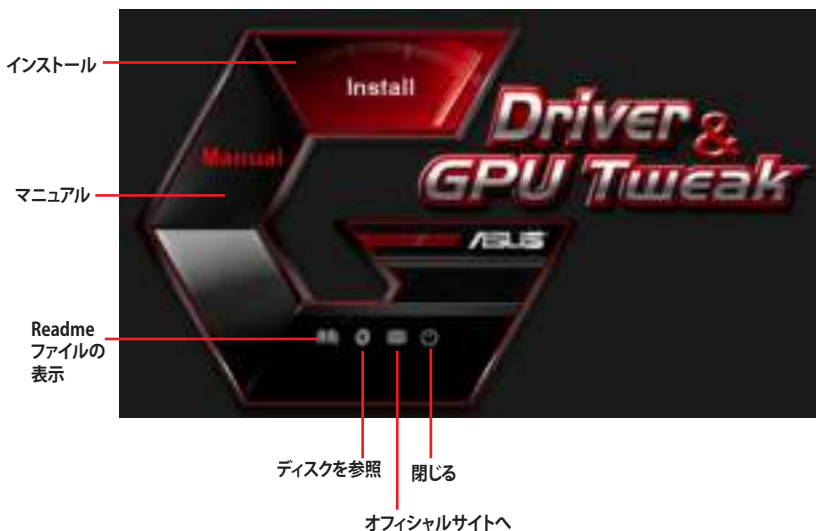 インストール
Install
Driver &
GPU Tweak
Manual
マニュアル
ASUS
Readme
ファイルの
表示
ディスクを参照
閉じる
オフィシャルサイトへ